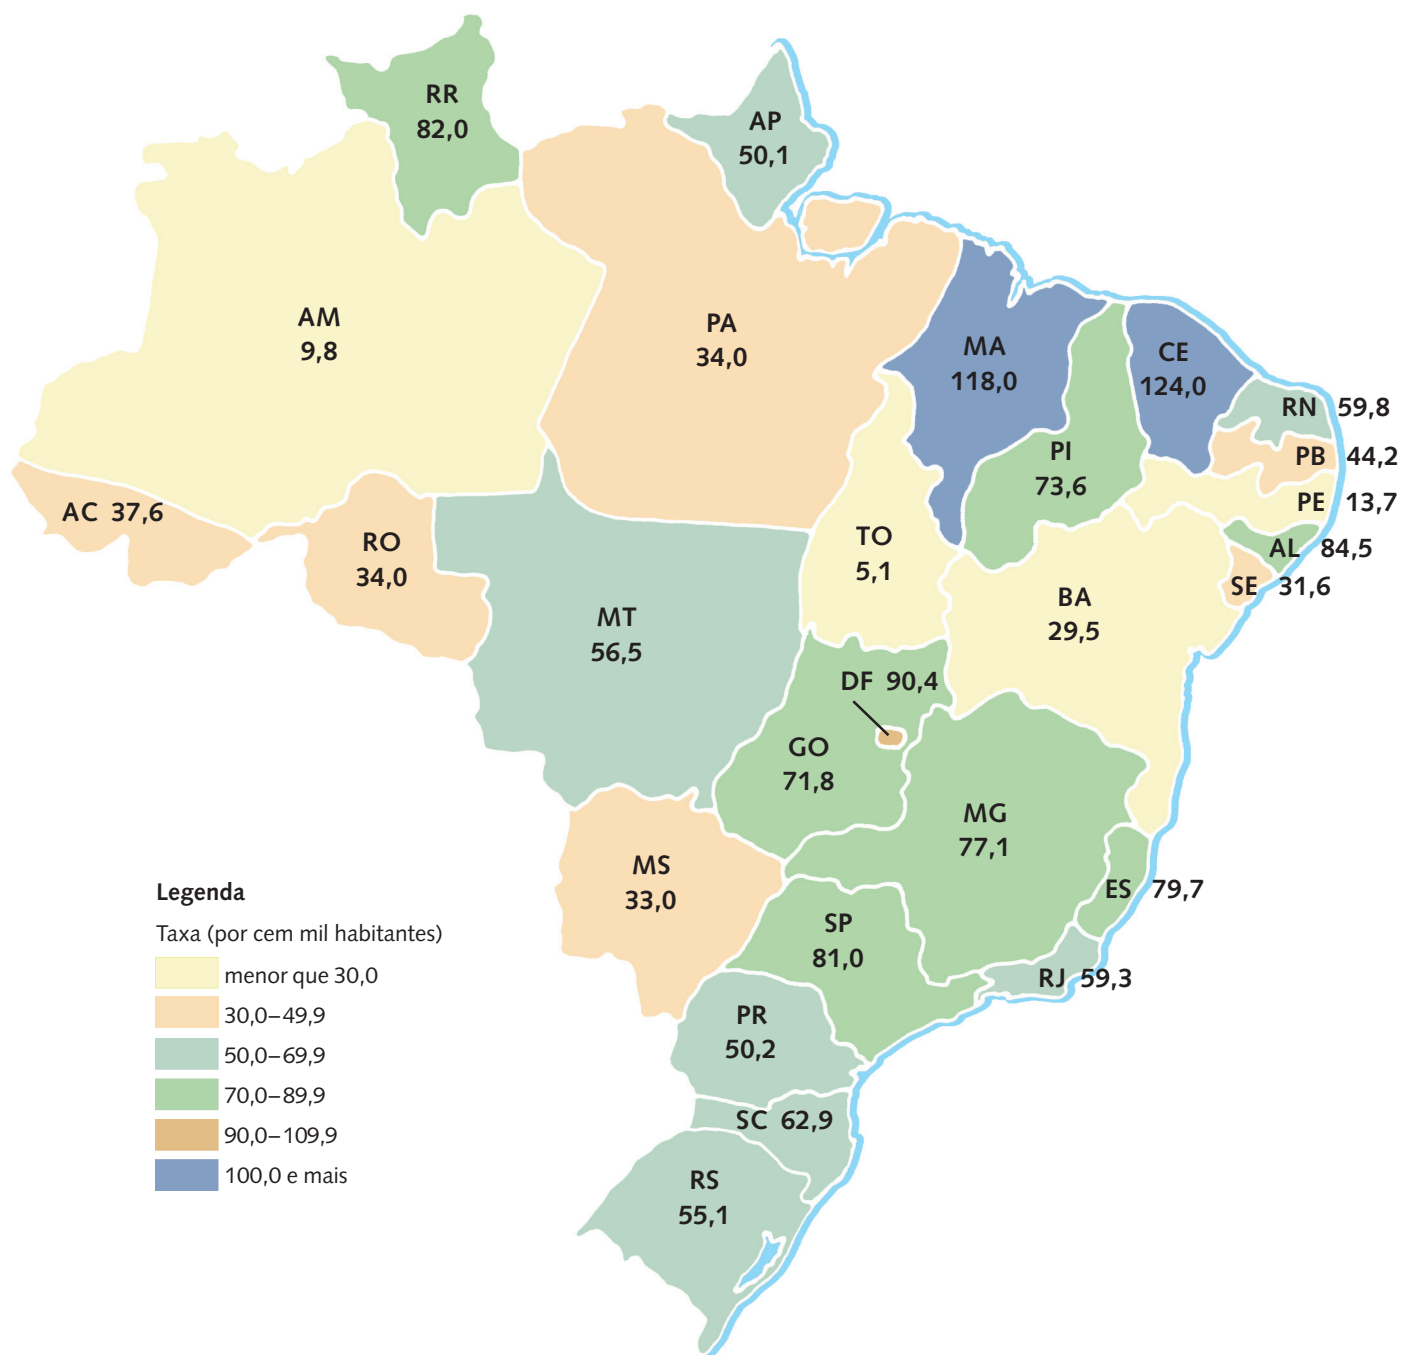 RR
82,0
AP
50,1
AM
9,8
PA
34,0
MA
118,0
CE
124,0
RN 59,8
PB 44,2
PI
73,6
PE 13,7
AC 37,6
RO
34,0
TO
5,1
AL 84,5
SE 31,6
BA
29,5
MT
56,5
DF 90,4
GO
71,8
MG
77,1
MS
33,0
ES 79,7
SP
81,0
RJ 59,3
PR
50,2
SC 62,9
RS
55,1
Legenda
Taxa (por cem mil habitantes)
menor que 30,0
30,0–49,9
50,0–69,9
70,0–89,9
90,0–109,9
100,0 e mais